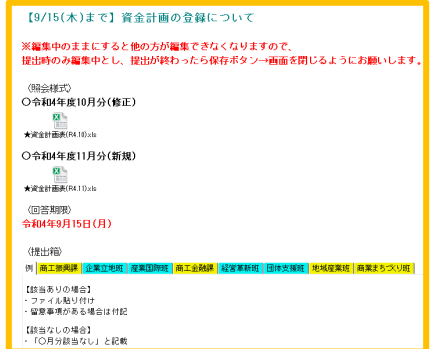 【9/15(木)まで】資金計画の登録について
※編集中のままにすると他の方が編集できなくなりますので、
提出時のみ編集中とし、提出が終わったら保存ボタン→画面を閉じるようにお願いします。
〈照会様式〉
○令和4年度10月分(修正)
★資金計画表(R4.10).xls
○令和4年度11月分(新規)
★資金計画表(R4.11).xls
〈回答期限〉
令和4年9月15日(月)
〈提出箱〉
例 商工振興課 企業立地班 産業国際班 商工金融課 経営革新班 団体支援班 地域産業班 商業まちづくり班
【該当ありの場合】
・ファイル貼り付け
・留意事項がある場合は付記
【該当なしの場合】
・「○月分該当なし」と記載